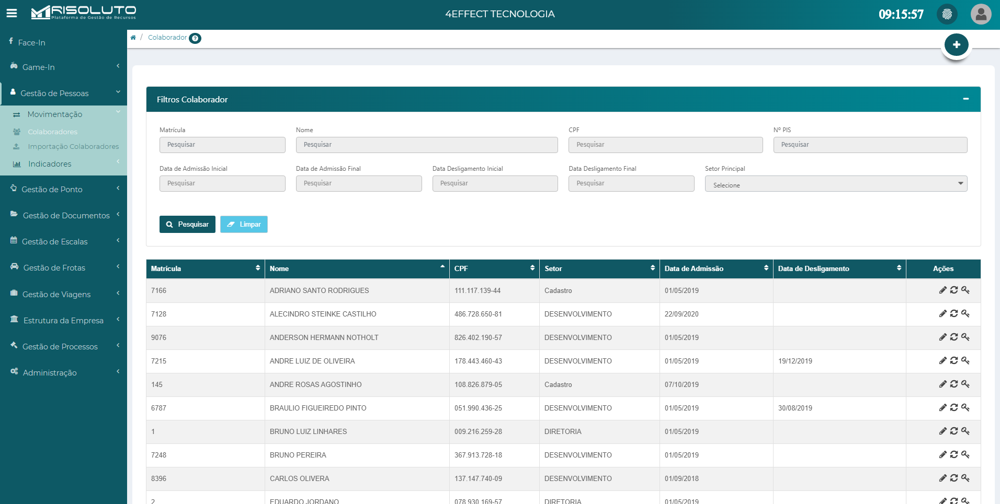 RISOLUTO
Plataforma de Gestão de Recursos
4EFFECT TECNOLOGIA
09:15:57
Face-In
Game-In
Gestão de Pessoas
Movimentação
Colaboradores
Importação Colaboradores
Indicadores
Gestão de Ponto
Gestão de Documentos
Gestão de Escalas
Gestão de Frotas
Gestão de Viagens
Estrutura da Empresa
Gestão de Processos
Administração
/ Colaborador ?
Filtros Colaborador
Matrícula Nome CPF Nº PIS
Pesquisar Pesquisar Pesquisar Pesquisar
Data de Admissão Inicial Data de Admissão Final Data Desligamento Inicial Data Desligamento Final Setor Principal
Pesquisar Pesquisar Pesquisar Pesquisar Selecione
Pesquisar Limpar
Matrícula Nome CPF Setor Data de Admissão Data de Desligamento Ações
7166 ADRIANO SANTO RODRIGUES 111.117.139-44 Cadastro 01/05/2019
7128 ALECINDRO STEINKE CASTILHO 486.728.650-81 DESENVOLVIMENTO 22/09/2020
9076 ANDERSON HERMANN NOTHOLT 826.402.190-57 DESENVOLVIMENTO 01/05/2019
7215 ANDRE LUIZ DE OLIVEIRA 178.443.460-43 DESENVOLVIMENTO 01/05/2019 19/12/2019
145 ANDRE ROSAS AGOSTINHO 108.826.879-05 Cadastro 07/10/2019
6787 BRAULIO FIGUEIREDO PINTO 051.990.436-25 DESENVOLVIMENTO 01/05/2019 30/08/2019
1 BRUNO LUIZ LINHARES 009.216.259-28 DIRETORIA 01/05/2019
7248 BRUNO PEREIRA 367.913.728-18 DESENVOLVIMENTO 01/05/2019
8396 CARLOS OLIVERA 137.147.740-09 DESENVOLVIMENTO 01/09/2018
2 EDUARDO JORDANO 078.930.169-57 DIRETORIA 01/05/2019